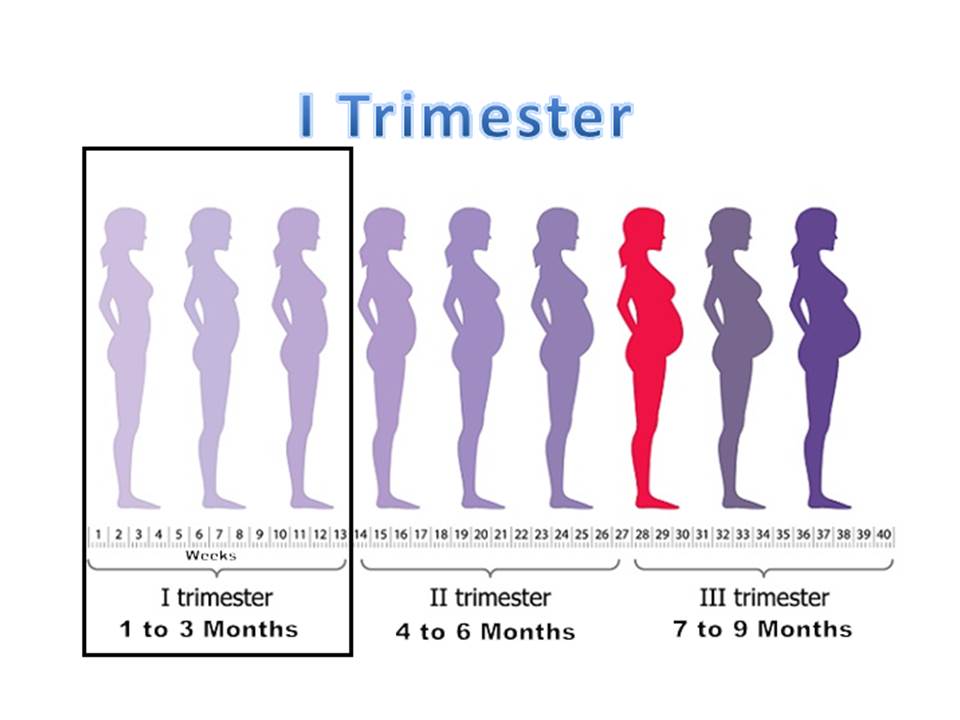 I Trimester
1 2 3 4 5 6 7 8 9 10 11 12 13 14 15 16 17 18 19 20 21 22 23 24 25 26 27 28 29 30 31 32 33 34 35 36 37 38 39 40
Weeks
I trimester II trimester III trimester
1 to 3 Months 4 to 6 Months 7 to 9 Months